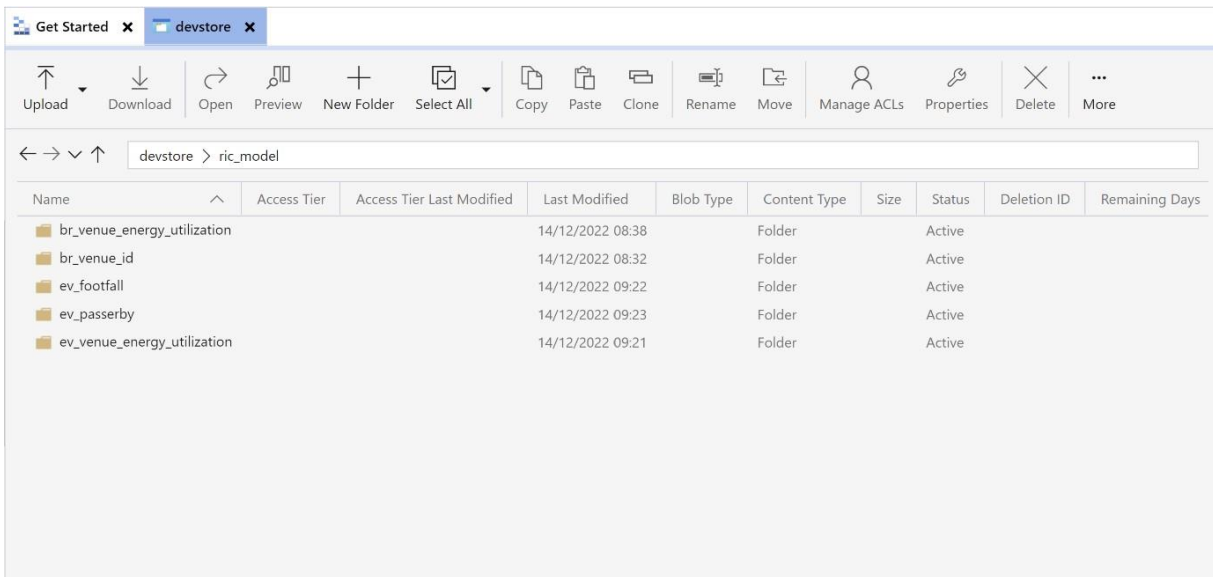 Get Started × devstore ×
Upload Download Open Preview New Folder Select All Copy Paste Clone Rename Move Manage ACLs Properties Delete More
devstore > ric_model
Name Access Tier Access Tier Last Modified Last Modified Blob Type Content Type Size Status Deletion ID Remaining Days
br_venue_energy_utilization 14/12/2022 08:38 Folder Active
br_venue_id 14/12/2022 08:32 Folder Active
ev_footfall 14/12/2022 09:22 Folder Active
ev_passerby 14/12/2022 09:23 Folder Active
ev_venue_energy_utilization 14/12/2022 09:21 Folder Active